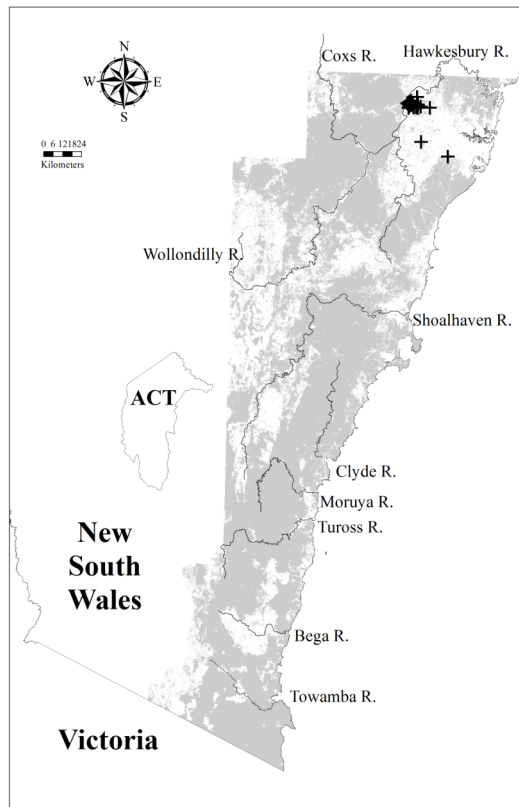 Coxs R.
Hawkesbury R.
N
W E
S
0 6 121824
Kilometers
Wollondilly R.
Shoalhaven R.
ACT
Clyde R.
Moruya R.
Tuross R.
New
South
Wales
Bega R.
Towamba R.
Victoria